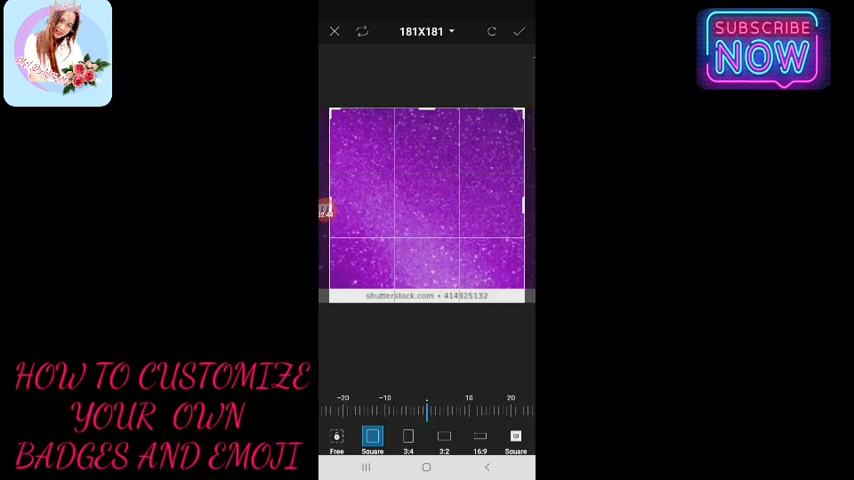 181X181
SUBSCRIBE
NOW
shutterstock.com • 414925132
HOW TO CUSTOMIZE
YOUR OWN
BADGES AND EMOJI
-20 -10 10 20
Free Square 3:4 3:2 16:9 Square